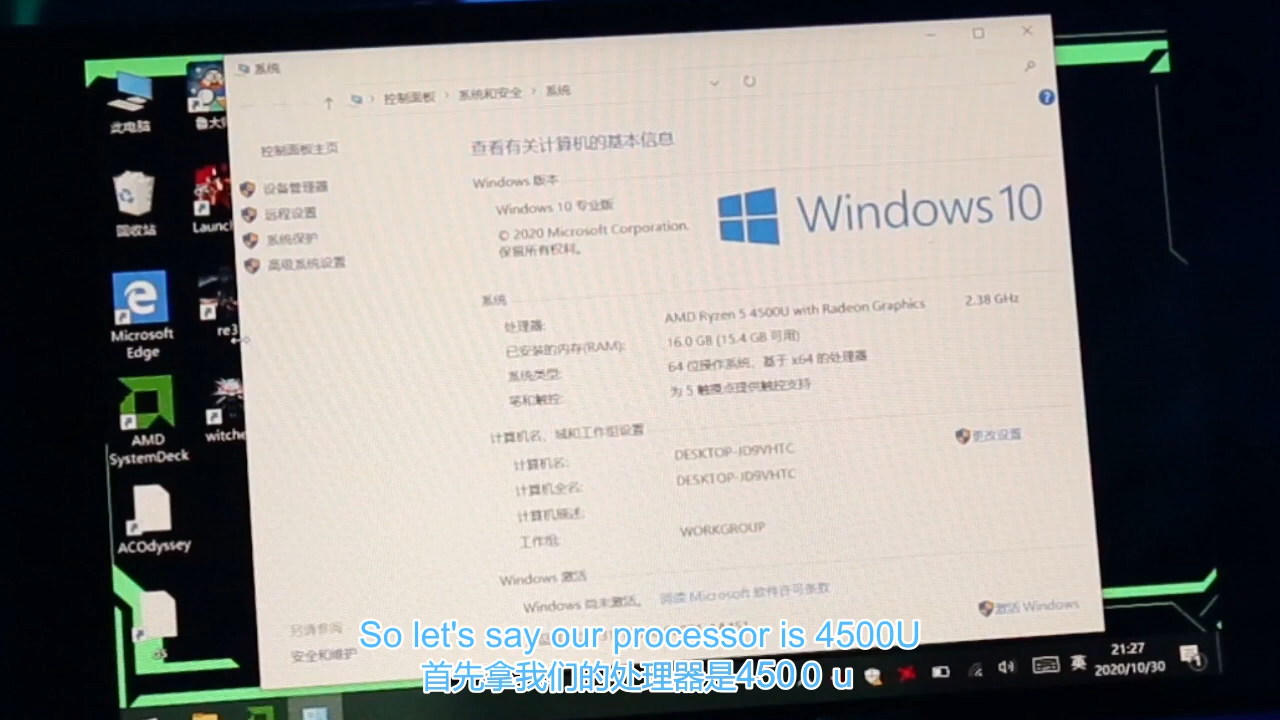 系统
控制面板 › 系统和安全 › 系统
此电脑
鲁大师
控制面板主页
查看有关计算机的基本信息
设备管理器
远程设置
系统保护
高级系统设置
Windows 版本
Windows 10 专业版
© 2020 Microsoft Corporation.
保留所有权利。
Windows 10
回收站
Launch
Microsoft
Edge
re3
witche
AMD
SystemDeck
ACOdyssey
系统
处理器: AMD Ryzen 5 4500U with Radeon Graphics 2.38 GHz
已安装的内存(RAM): 16.0 GB (15.4 GB 可用)
系统类型: 64 位操作系统, 基于 x64 的处理器
笔和触控: 为 5 触摸点提供触控支持
计算机名、域和工作组设置
计算机名: DESKTOP-JD9VHTC
更改设置
计算机全名: DESKTOP-JD9VHTC
计算机描述:
工作组: WORKGROUP
Windows 激活
Windows 尚未激活。 阅读 Microsoft 软件许可条款
激活 Windows
另请参阅
安全和维护
So let's say our processor is 4500U
首先拿我们的处理器是4500 u
英
21:27
2020/10/30
1